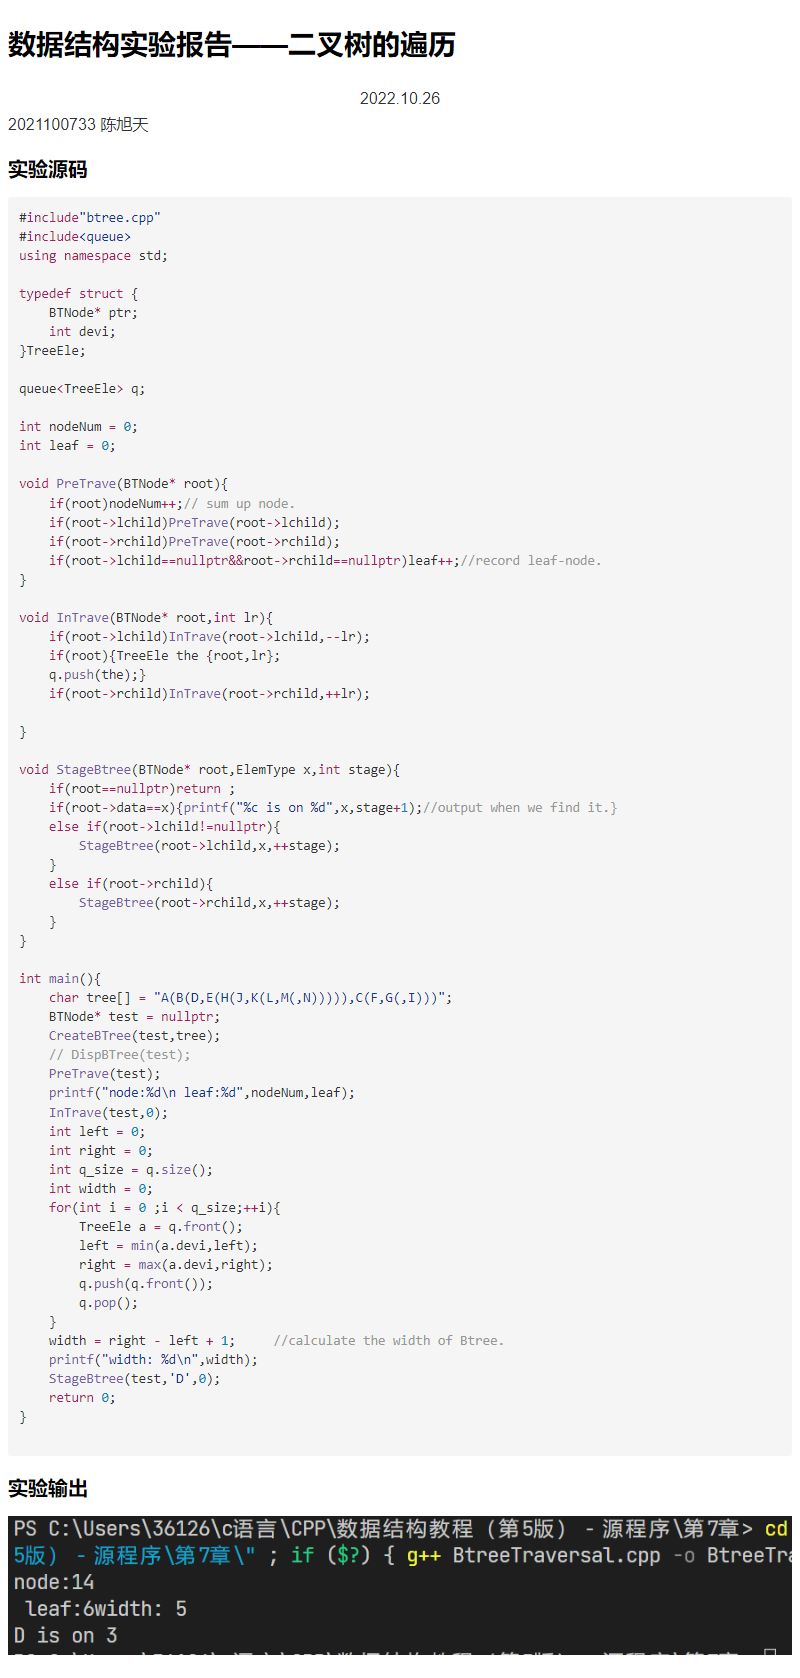 数据结构实验报告——二叉树的遍历
2022.10.26
2021100733 陈旭天
实验源码
#include"btree.cpp"
#include<queue>
using namespace std;
typedef struct {
    BTNode* ptr;
    int devi;
}TreeEle;
queue<TreeEle> q;
int nodeNum = 0;
int leaf = 0;
void PreTrave(BTNode* root){
    if(root)nodeNum++;// sum up node.
    if(root->lchild)PreTrave(root->lchild);
    if(root->rchild)PreTrave(root->rchild);
    if(root->lchild==nullptr&&root->rchild==nullptr)leaf++;//record leaf-node.
}
void InTrave(BTNode* root,int lr){
    if(root->lchild)InTrave(root->lchild,--lr);
    if(root){TreeEle the {root,lr};
    q.push(the);}
    if(root->rchild)InTrave(root->rchild,++lr);
}
void StageBtree(BTNode* root,ElemType x,int stage){
    if(root==nullptr)return ;
    if(root->data==x){printf("%c is on %d",x,stage+1);//output when we find it.}
    else if(root->lchild!=nullptr){
        StageBtree(root->lchild,x,++stage);
    }
    else if(root->rchild){
        StageBtree(root->rchild,x,++stage);
    }
}
int main(){
    char tree[] = "A(B(D,E(H(J,K(L,M(,N))))),C(F,G(,I)))";
    BTNode* test = nullptr;
    CreateBTree(test,tree);
    // DispBTree(test);
    PreTrave(test);
    printf("node:%d\n leaf:%d",nodeNum,leaf);
    InTrave(test,0);
    int left = 0;
    int right = 0;
    int q_size = q.size();
    int width = 0;
    for(int i = 0 ;i < q_size;++i){
        TreeEle a = q.front();
        left = min(a.devi,left);
        right = max(a.devi,right);
        q.push(q.front());
        q.pop();
    }
    width = right - left + 1;     //calculate the width of Btree.
    printf("width: %d\n",width);
    StageBtree(test,'D',0);
    return 0;
}
实验输出
PS C:\Users\36126\c语言\CPP\数据结构教程（第5版） - 源程序\第7章> cd
5版） - 源程序\第7章\" ; if ($?) { g++ BtreeTraversal.cpp -o BtreeTra
node:14
 leaf:6width: 5
D is on 3